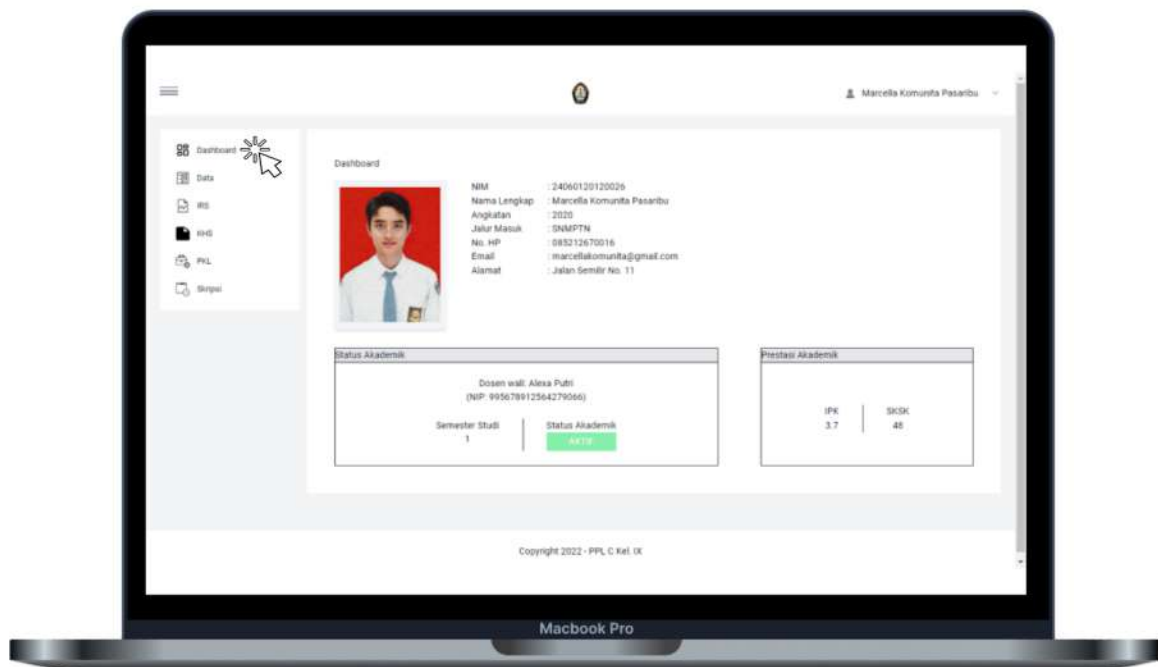 Marcella Komunita Pasaribu
Dashboard
Data
IRS
KHS
PKL
Skripsi
Dashboard
NIM : 24060120120026
Nama Lengkap : Marcella Komunita Pasaribu
Angkatan : 2020
Jalur Masuk : SNMPTN
No. HP : 085212670016
Email : marcellakomunita@gmail.com
Alamat : Jalan Semilir No. 11
Status Akademik
Dosen wali: Alexa Putri
(NIP: 995678912564279066)
Semester Studi
1
Status Akademik
AKTIF
Prestasi Akademik
IPK
3.7
SKSK
48
Copyright 2022 - PPL C Kel. IX
Macbook Pro